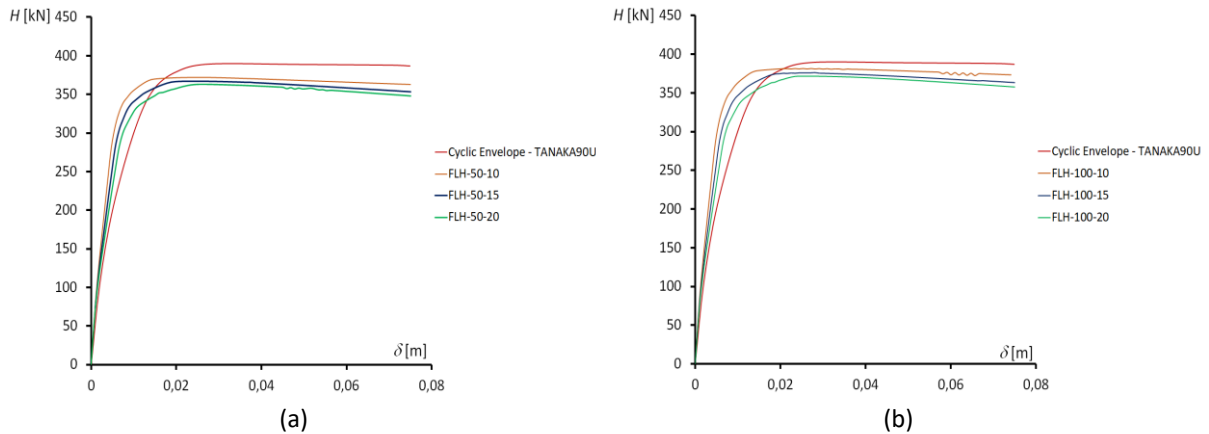 H [kN]
450
400
350
300
250
200
150
100
50
0
0
0,02
0,04
0,06
0,08
δ [m]
Cyclic Envelope - TANAKA90U
FLH-50-10
FLH-50-15
FLH-50-20
(a)
H [kN]
450
400
350
300
250
200
150
100
50
0
0
0,02
0,04
0,06
0,08
δ [m]
Cyclic Envelope - TANAKA90U
FLH-100-10
FLH-100-15
FLH-100-20
(b)